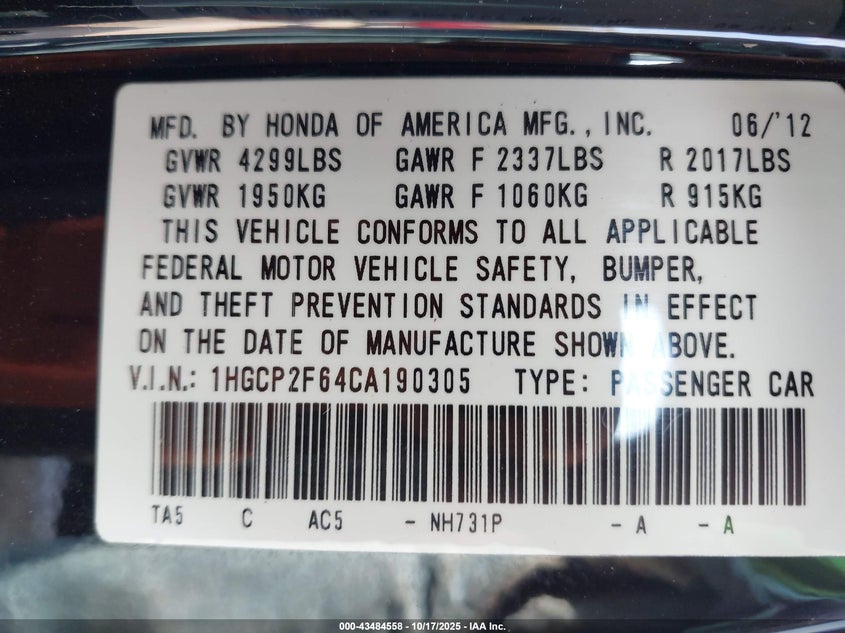 MFD. BY HONDA OF AMERICA MFG., INC. 06/'12
GVWR 4299LBS GAWR F 2337LBS R 2017LBS
GVWR 1950KG GAWR F 1060KG R 915KG
THIS VEHICLE CONFORMS TO ALL APPLICABLE
FEDERAL MOTOR VEHICLE SAFETY, BUMPER,
AND THEFT PREVENTION STANDARDS IN EFFECT
ON THE DATE OF MANUFACTURE SHOWN ABOVE.
V.I.N.: 1HGCP2F64CA190305 TYPE: PASSENGER CAR
TA5 C AC5 - NH731P - A - A
000-43484558 - 10/17/2025 - IAA Inc.